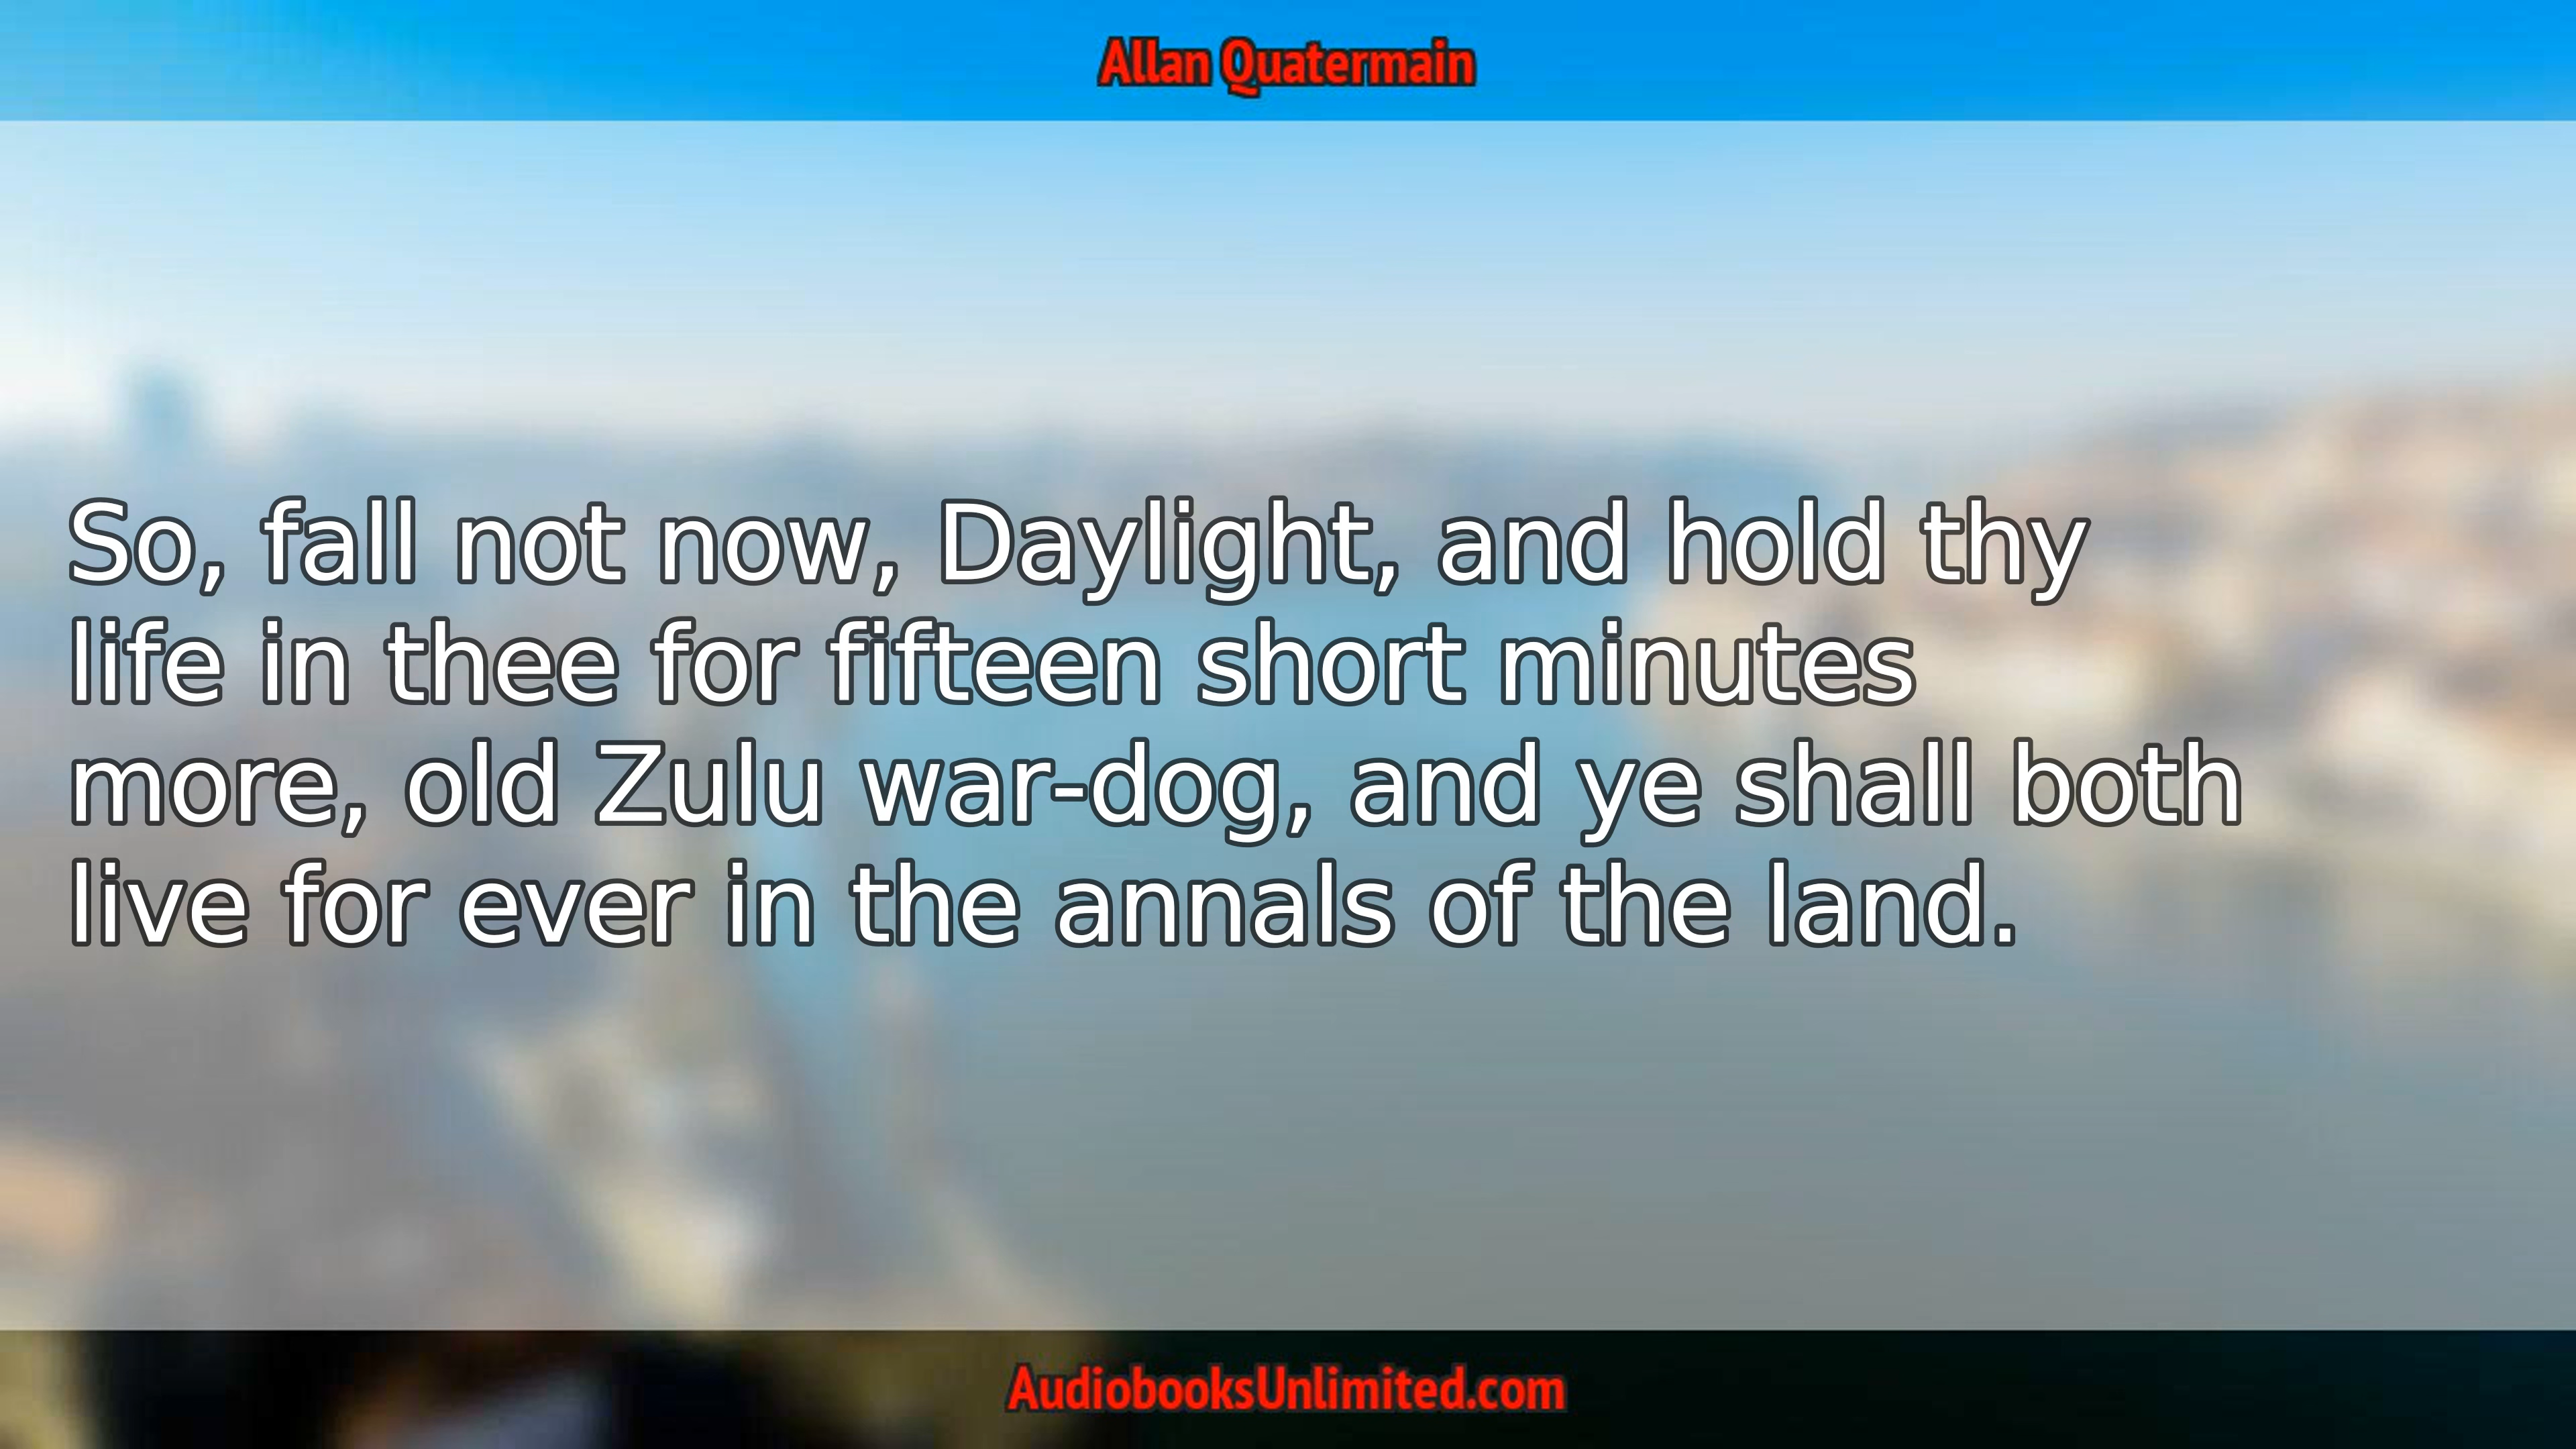 Allan Quatermain
So, fall not now, Daylight, and hold thy
life in thee for fifteen short minutes
more, old Zulu war-dog, and ye shall both
live for ever in the annals of the land.
AudiobooksUnlimited.com